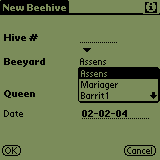 New Beehive
Hive #
Beeyard Assens
Assens
Mariager
Barrit1
Queen
Date 02-02-04
OK Cancel